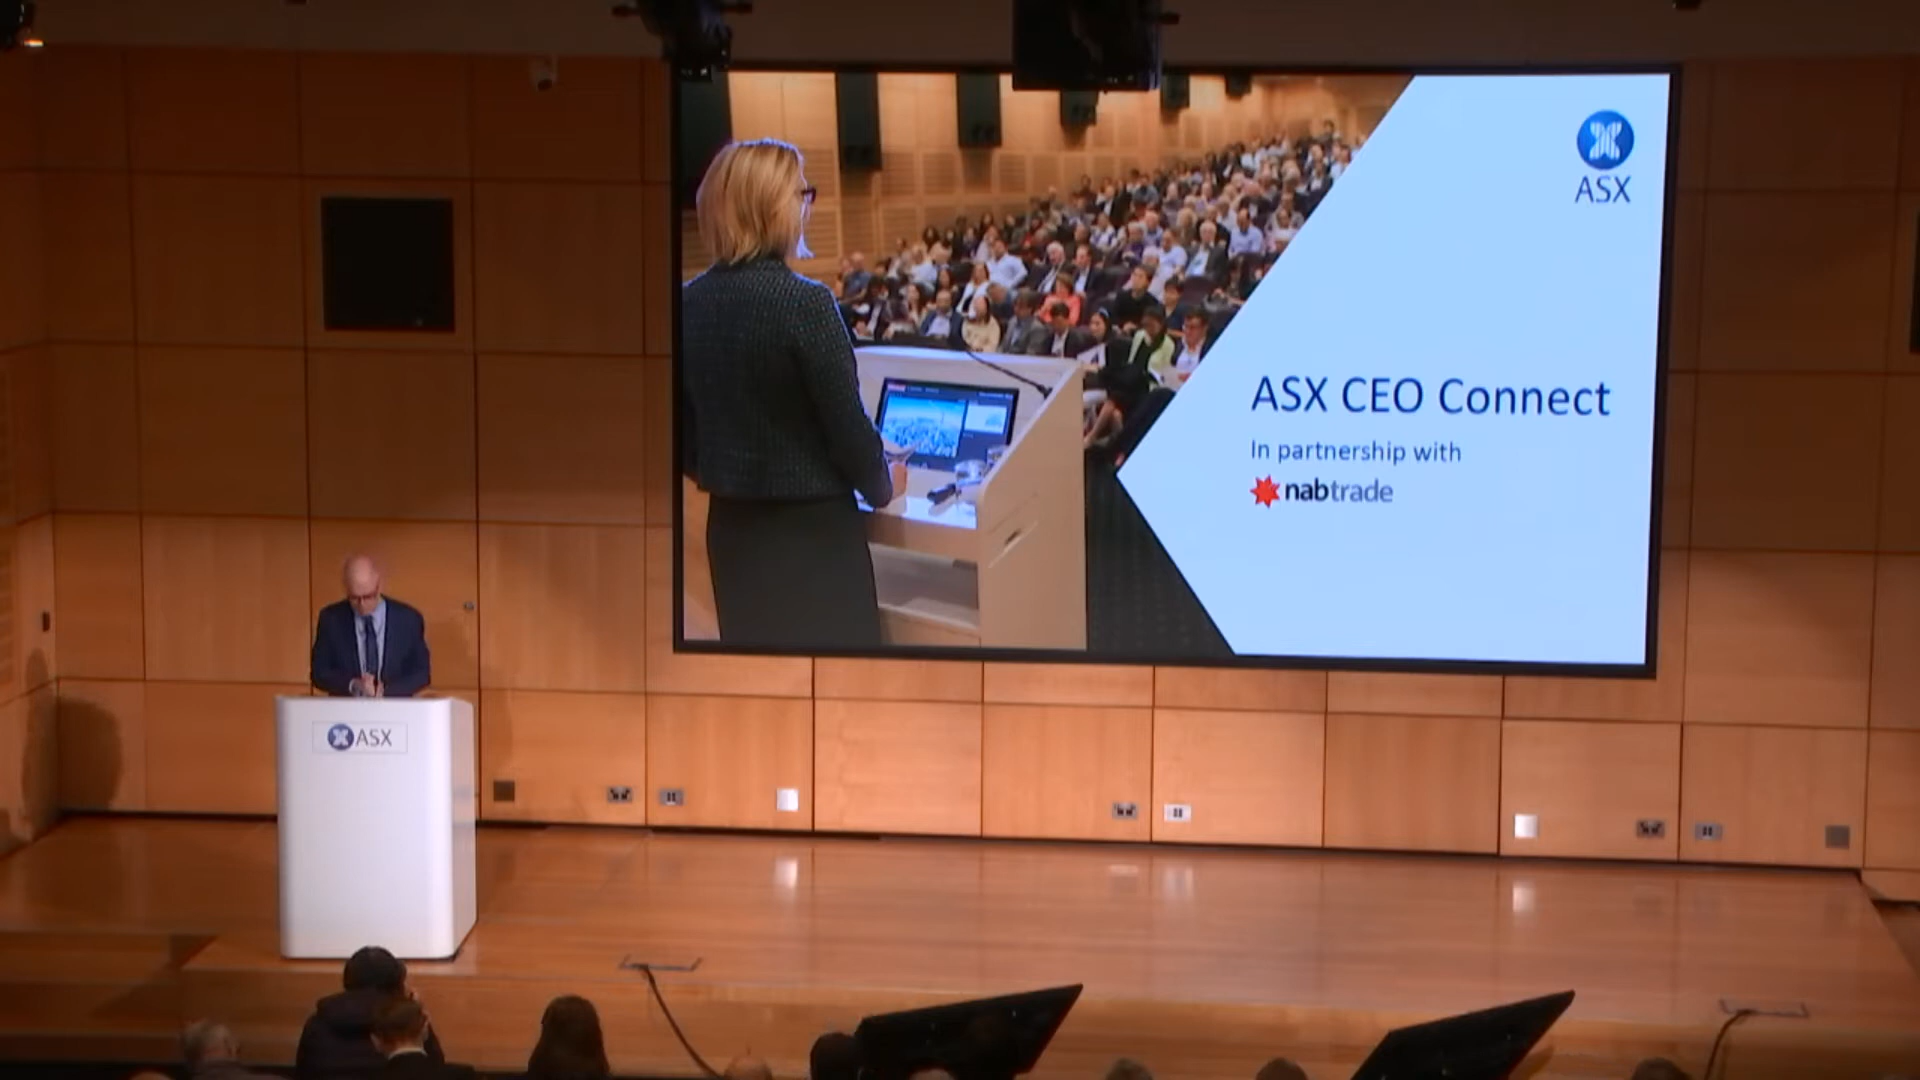 ASX
ASX CEO Connect
In partnership with
nabtrade
ASX